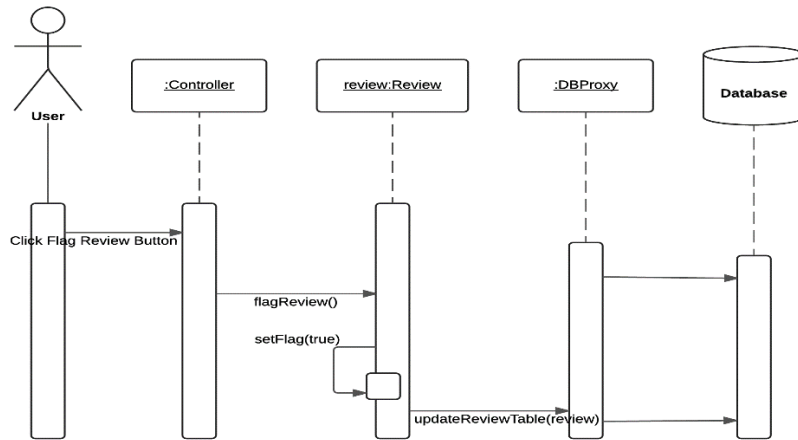 :Controller
review:Review
:DBProxy
Database
User
Click Flag Review Button
flagReview()
setFlag(true)
updateReviewTable(review)